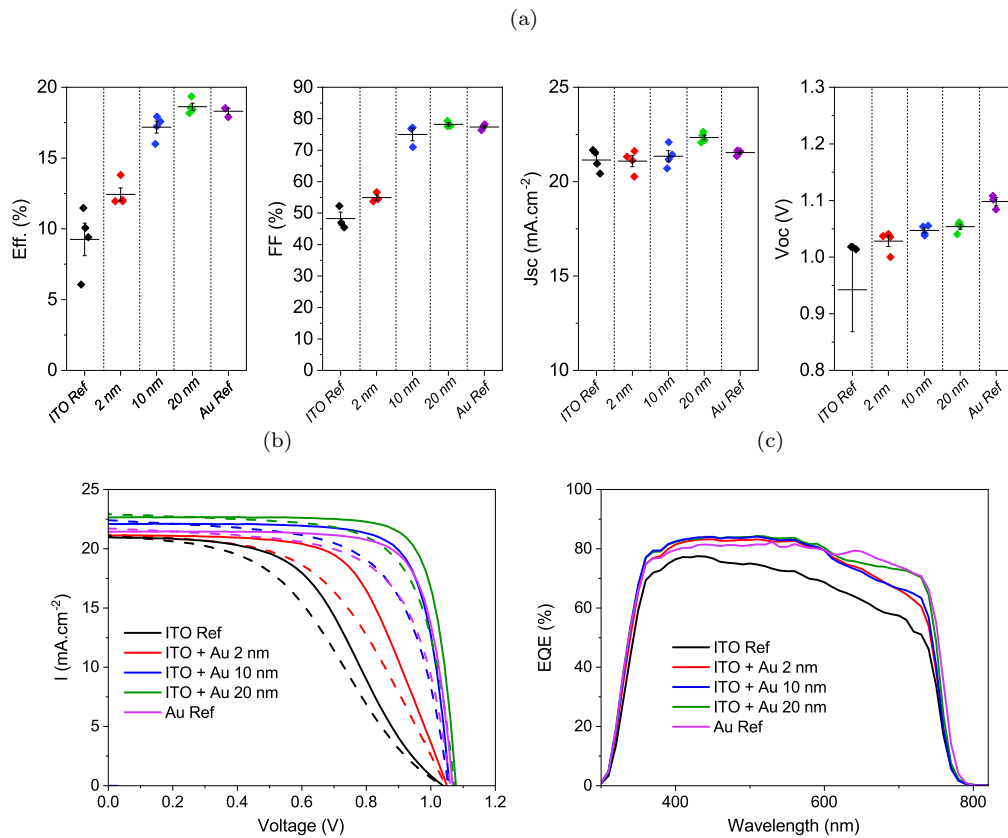 (a)
20
15
10
5
0
Eff. (%)
ITO Ref
2 nm
10 nm
20 nm
Au Ref
90
80
70
60
50
40
30
20
10
0
FF (%)
ITO Ref
2 nm
10 nm
20 nm
Au Ref
25
20
15
10
Jsc (mA.cm⁻²)
ITO Ref
2 nm
10 nm
20 nm
Au Ref
1.3
1.2
1.1
1.0
0.9
0.8
Voc (V)
ITO Ref
2 nm
10 nm
20 nm
Au Ref
(b)
25
20
15
10
5
0
I (mA.cm⁻²)
ITO Ref
ITO + Au 2 nm
ITO + Au 10 nm
ITO + Au 20 nm
Au Ref
0.0 0.2 0.4 0.6 0.8 1.0 1.2
Voltage (V)
(c)
100
80
60
40
20
0
EQE (%)
ITO Ref
ITO + Au 2 nm
ITO + Au 10 nm
ITO + Au 20 nm
Au Ref
400 600 800
Wavelength (nm)